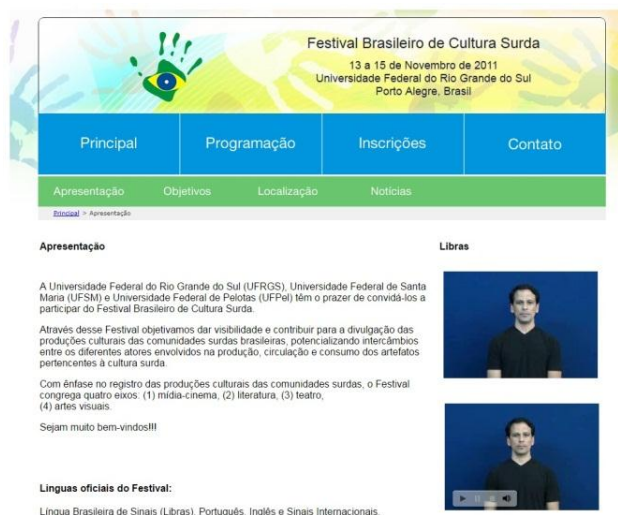 Festival Brasileiro de Cultura Surda
13 a 15 de Novembro de 2011
Universidade Federal do Rio Grande do Sul
Porto Alegre, Brasil
Principal Programação Inscrições Contato
Apresentação Objetivos Localização Notícias
Principal > Apresentação
Apresentação
A Universidade Federal do Rio Grande do Sul (UFRGS), Universidade Federal de Santa
Maria (UFSM) e Universidade Federal de Pelotas (UFPel) têm o prazer de convidá-los a
participar do Festival Brasileiro de Cultura Surda.
Através desse Festival objetivamos dar visibilidade e contribuir para a divulgação das
produções culturais das comunidades surdas brasileiras, potencializando intercâmbios
entre os diferentes atores envolvidos na produção, circulação e consumo dos artefatos
pertencentes à cultura surda.
Com ênfase no registro das produções culturais das comunidades surdas, o Festival
congrega quatro eixos: (1) mídia-cinema, (2) literatura, (3) teatro,
(4) artes visuais.
Sejam muito bem-vindos!!!
Línguas oficiais do Festival:
Língua Brasileira de Sinais (Libras), Português, Inglês e Sinais Internacionais.
Libras